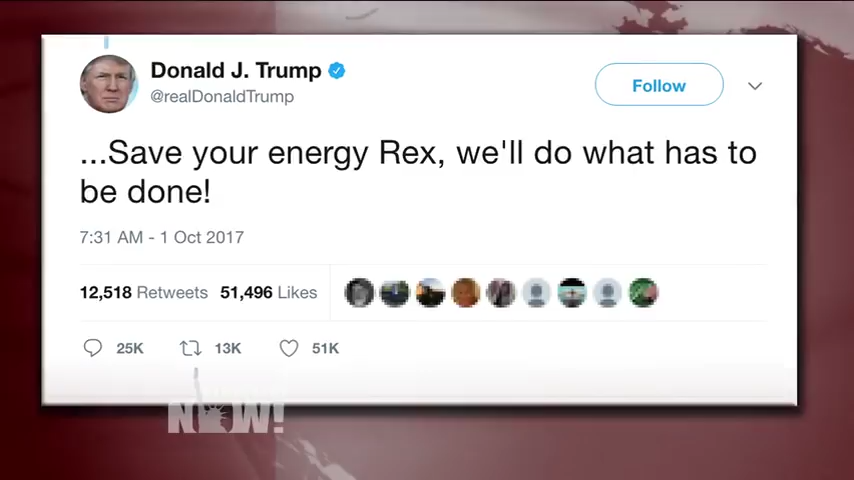 Donald J. Trump
@realDonaldTrump
Follow
...Save your energy Rex, we'll do what has to
be done!
7:31 AM - 1 Oct 2017
12,518 Retweets 51,496 Likes
25K 13K 51K
NOW!